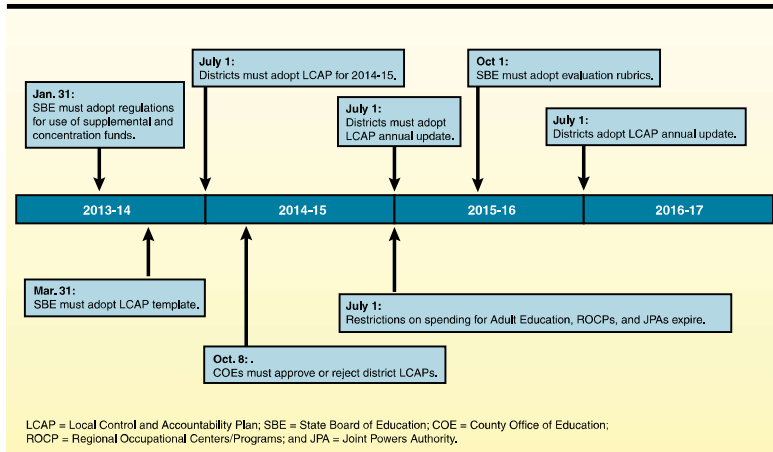 July 1:
Districts must adopt LCAP for 2014-15.
Oct 1:
SBE must adopt evaluation rubrics.
Jan. 31:
SBE must adopt regulations
for use of supplemental and
concentration funds.
July 1:
Districts must adopt
LCAP annual update.
July 1:
Districts adopt LCAP annual update.
2013-14
2014-15
2015-16
2016-17
Mar. 31:
SBE must adopt LCAP template.
July 1:
Restrictions on spending for Adult Education, ROCPs, and JPAs expire.
Oct. 8: .
COEs must approve or reject district LCAPs.
LCAP = Local Control and Accountability Plan; SBE = State Board of Education; COE = County Office of Education;
ROCP = Regional Occupational Centers/Programs; and JPA = Joint Powers Authority.